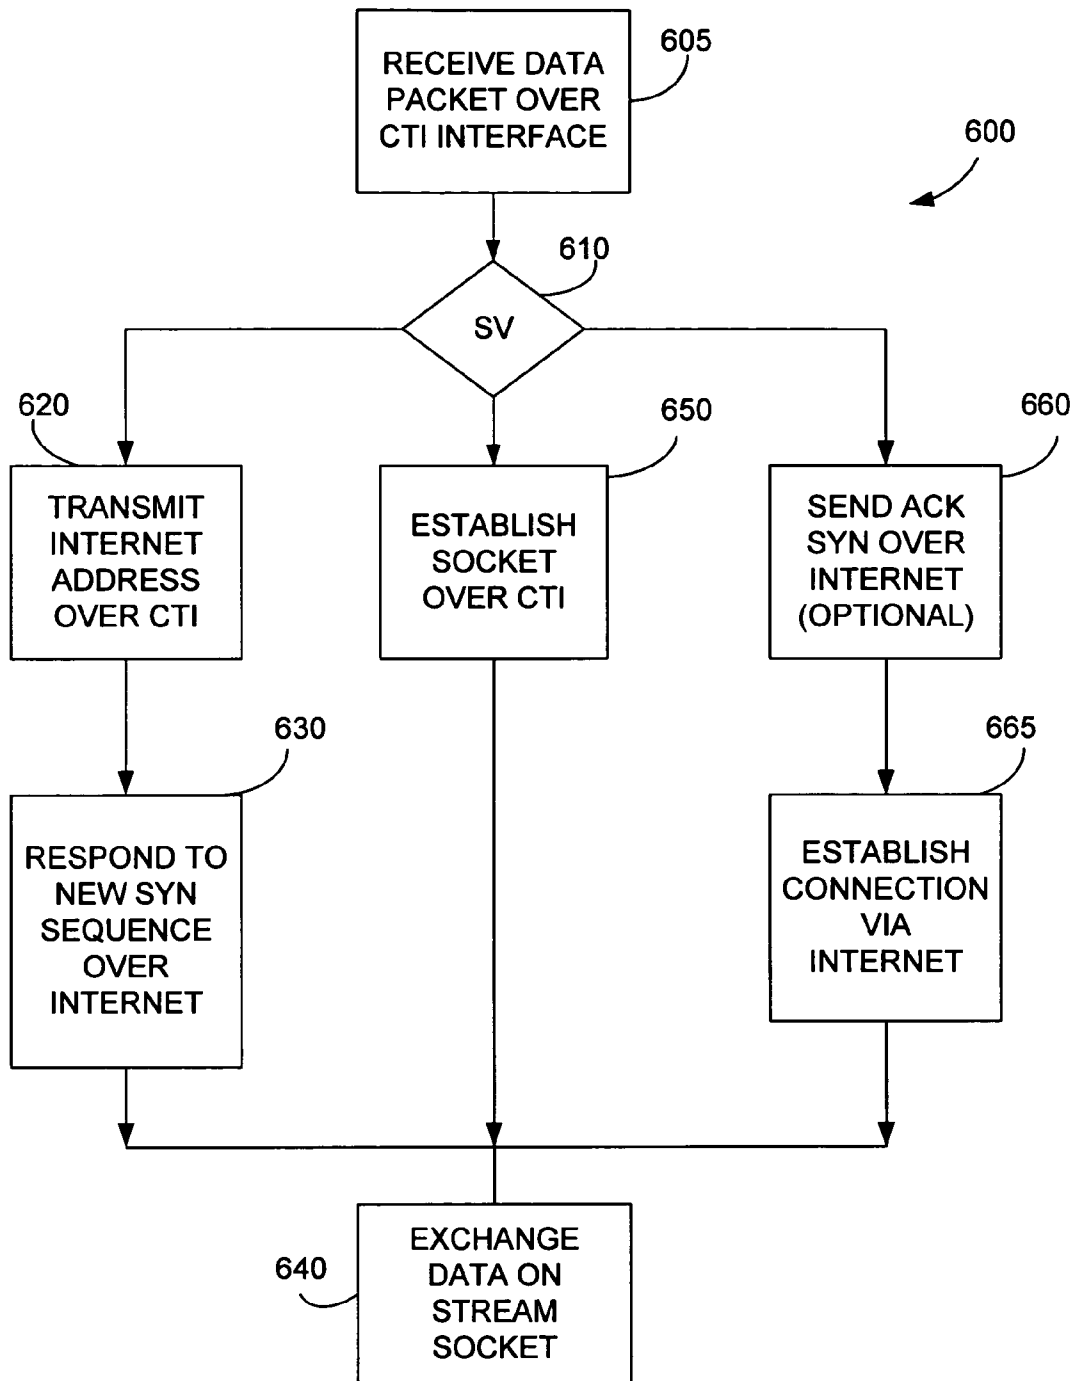 605
RECEIVE DATA
PACKET OVER
CTI INTERFACE
600
610
SV
620
650
660
TRANSMIT
INTERNET
ADDRESS
OVER CTI
ESTABLISH
SOCKET
OVER CTI
SEND ACK
SYN OVER
INTERNET
(OPTIONAL)
630
665
RESPOND TO
NEW SYN
SEQUENCE
OVER
INTERNET
ESTABLISH
CONNECTION
VIA
INTERNET
640
EXCHANGE
DATA ON
STREAM
SOCKET